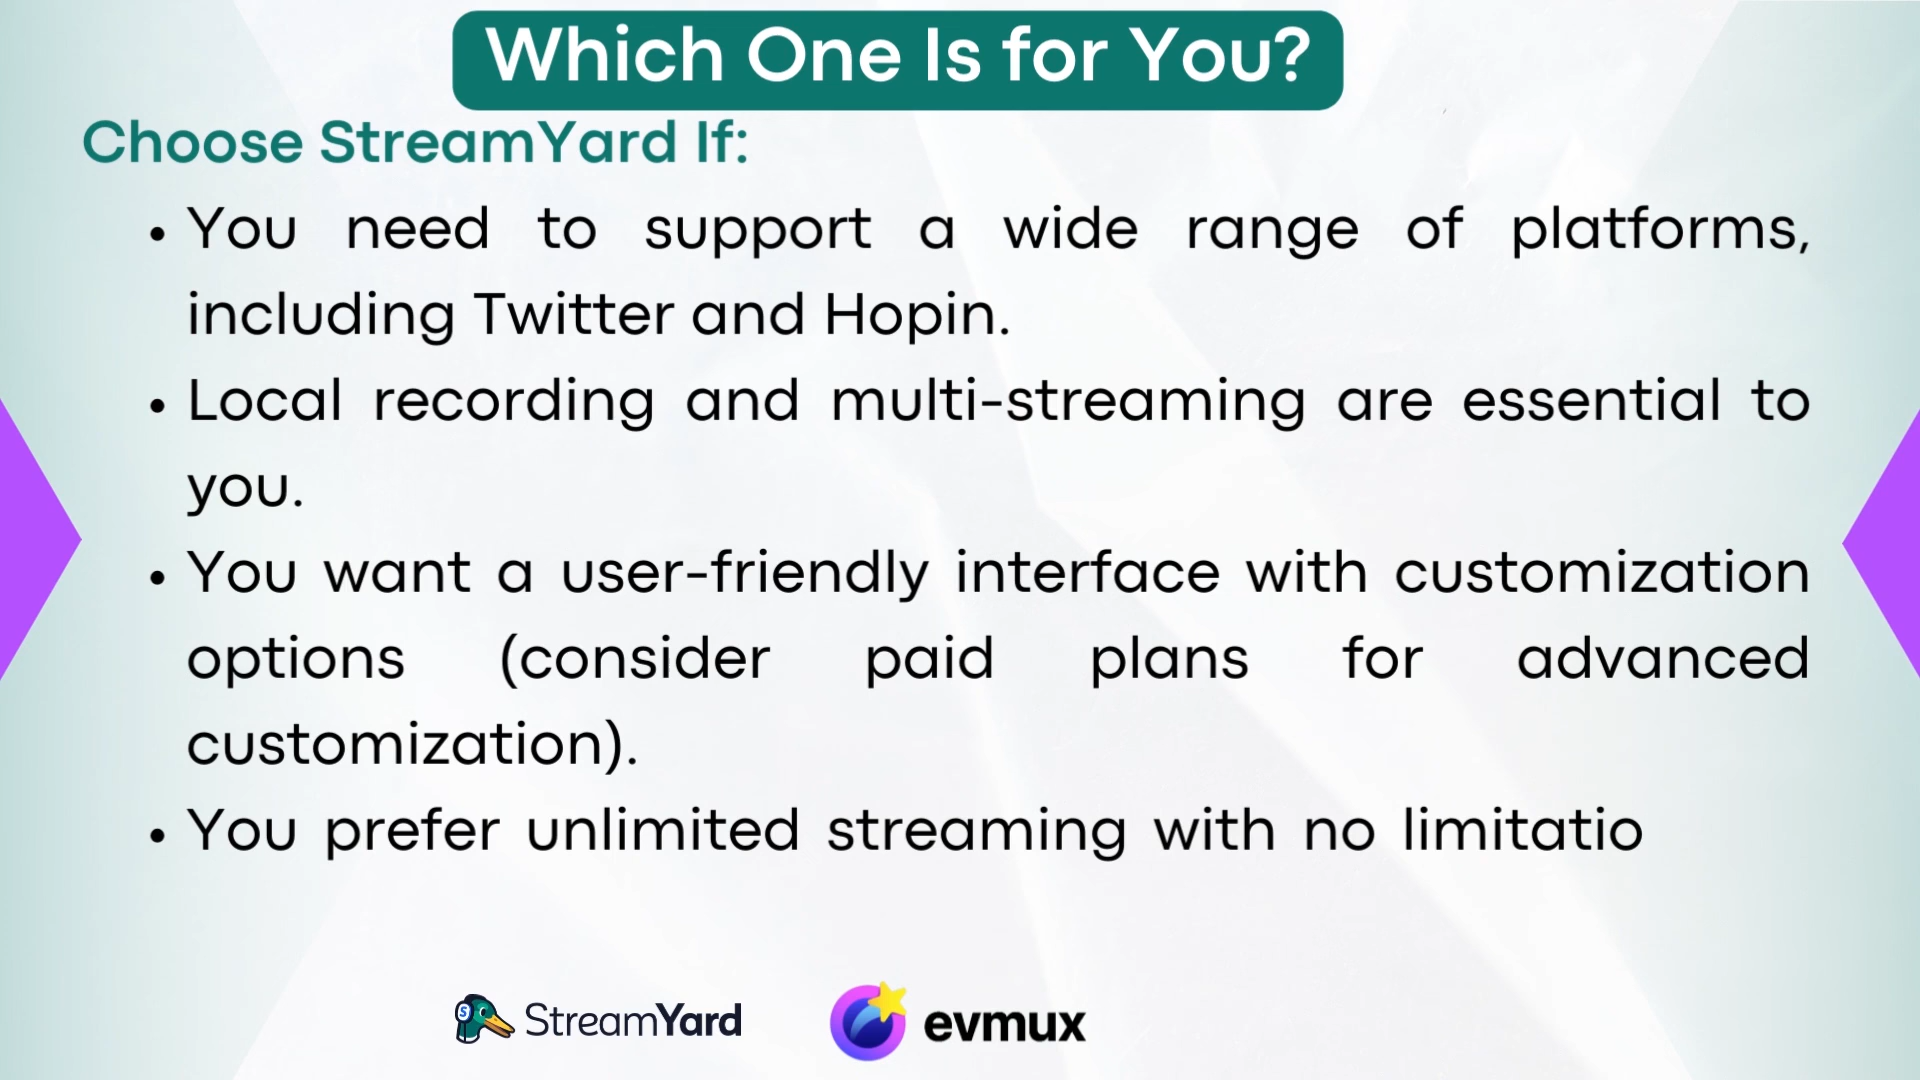 Which One Is for You?
Choose StreamYard If:
• You need to support a wide range of platforms,
including Twitter and Hopin.
• Local recording and multi-streaming are essential to
you.
• You want a user-friendly interface with customization
options (consider paid plans for advanced
customization).
• You prefer unlimited streaming with no limitatio
StreamYard
evmux